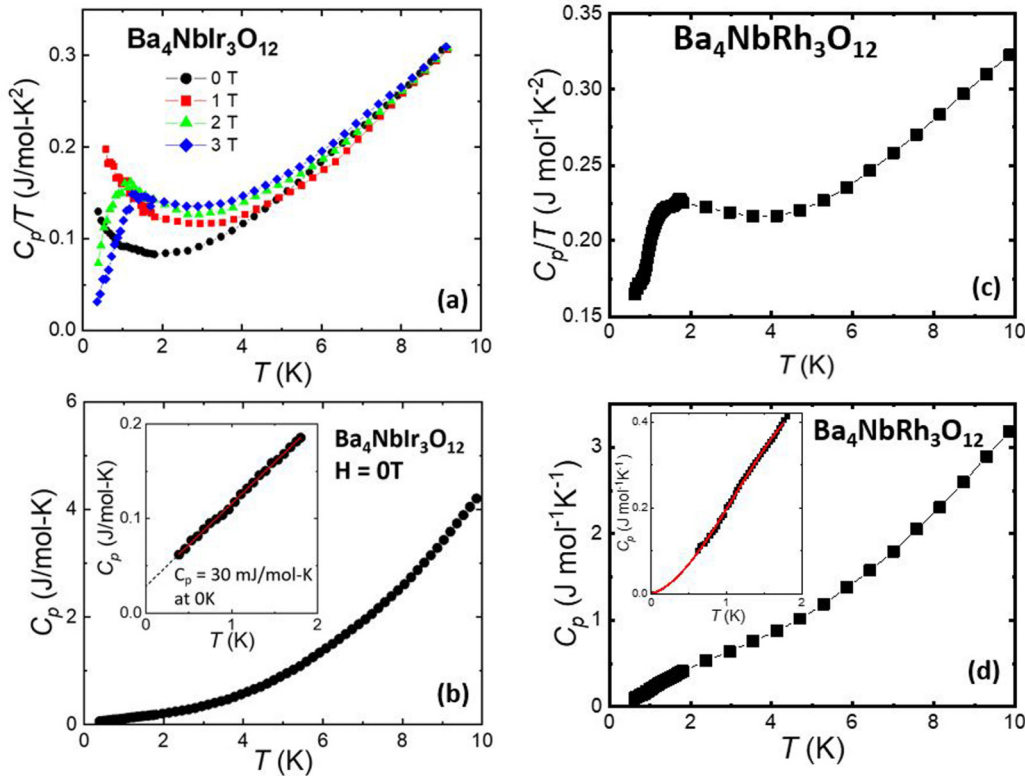 Ba₄NbIr₃O₁₂
0 T
1 T
2 T
3 T
0.3
0.2
0.1
0.0
Cₚ/T (J/mol-K²)
0 2 4 6 8 10
T (K)
(a)
Ba₄NbRh₃O₁₂
0.35
0.30
0.25
0.20
0.15
Cₚ/T (J mol⁻¹K⁻²)
0 2 4 6 8 10
T (K)
(c)
6
4
2
0
Cₚ (J/mol-K)
0 2 4 6 8 10
T (K)
Ba₄NbIr₃O₁₂
H = 0T
0.2
0.1
0.0
Cₚ (J/mol-K)
0 1 2
T (K)
Cₚ = 30 mJ/mol-K
at 0K
(b)
Ba₄NbRh₃O₁₂
3
2
1
0
Cₚ (J mol⁻¹K⁻¹)
0 2 4 6 8 10
T (K)
0.4
0.2
0.0
Cₚ (J mol⁻¹K⁻¹)
0 1 2
T (K)
(d)